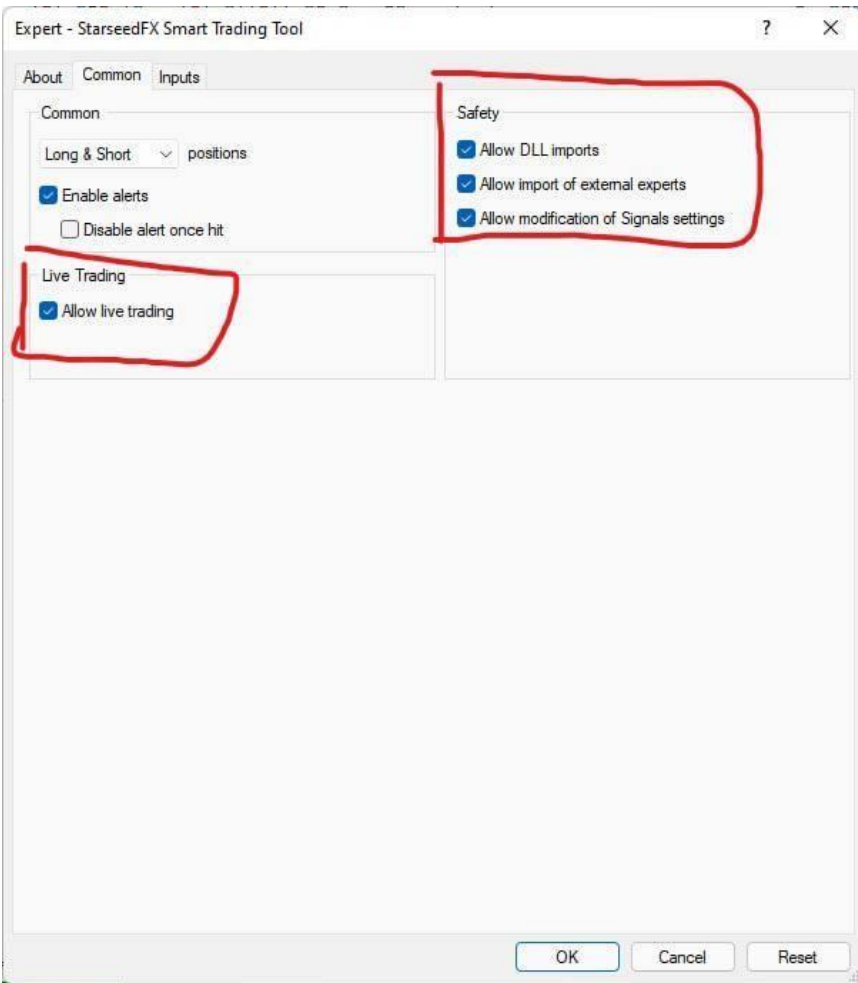 Expert - StarseedFX Smart Trading Tool ? ×
About Common Inputs
Common
Long & Short positions
Enable alerts
Disable alert once hit
Live Trading
Allow live trading
Safety
Allow DLL imports
Allow import of external experts
Allow modification of Signals settings
OK Cancel Reset